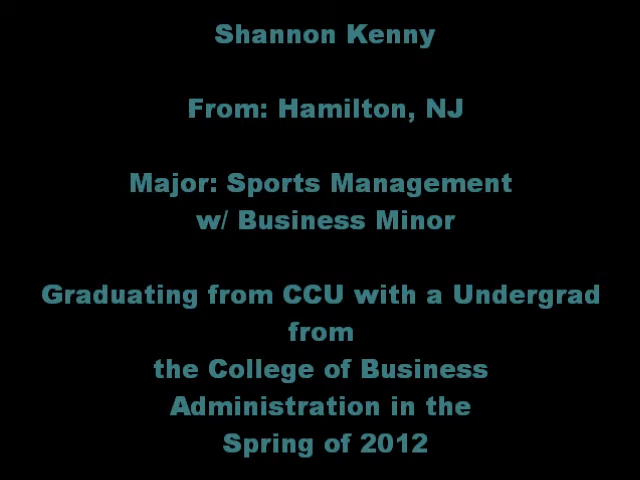 Shannon Kenny
From: Hamilton, NJ
Major: Sports Management
w/ Business Minor
Graduating from CCU with a Undergrad
from
the College of Business
Administration in the
Spring of 2012